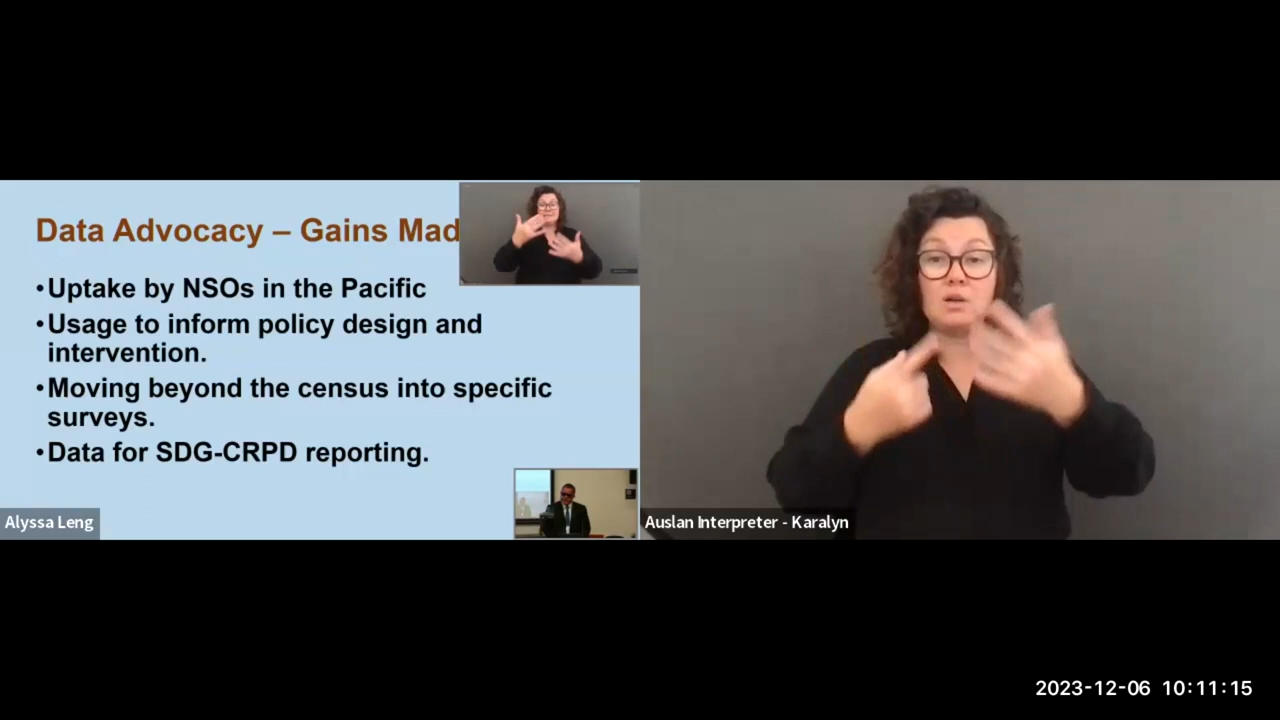 Data Advocacy – Gains Mad
•Uptake by NSOs in the Pacific
•Usage to inform policy design and
intervention.
•Moving beyond the census into specific
surveys.
•Data for SDG-CRPD reporting.
Alyssa Leng
Auslan Interpreter - Karalyn
2023-12-06 10:11:15